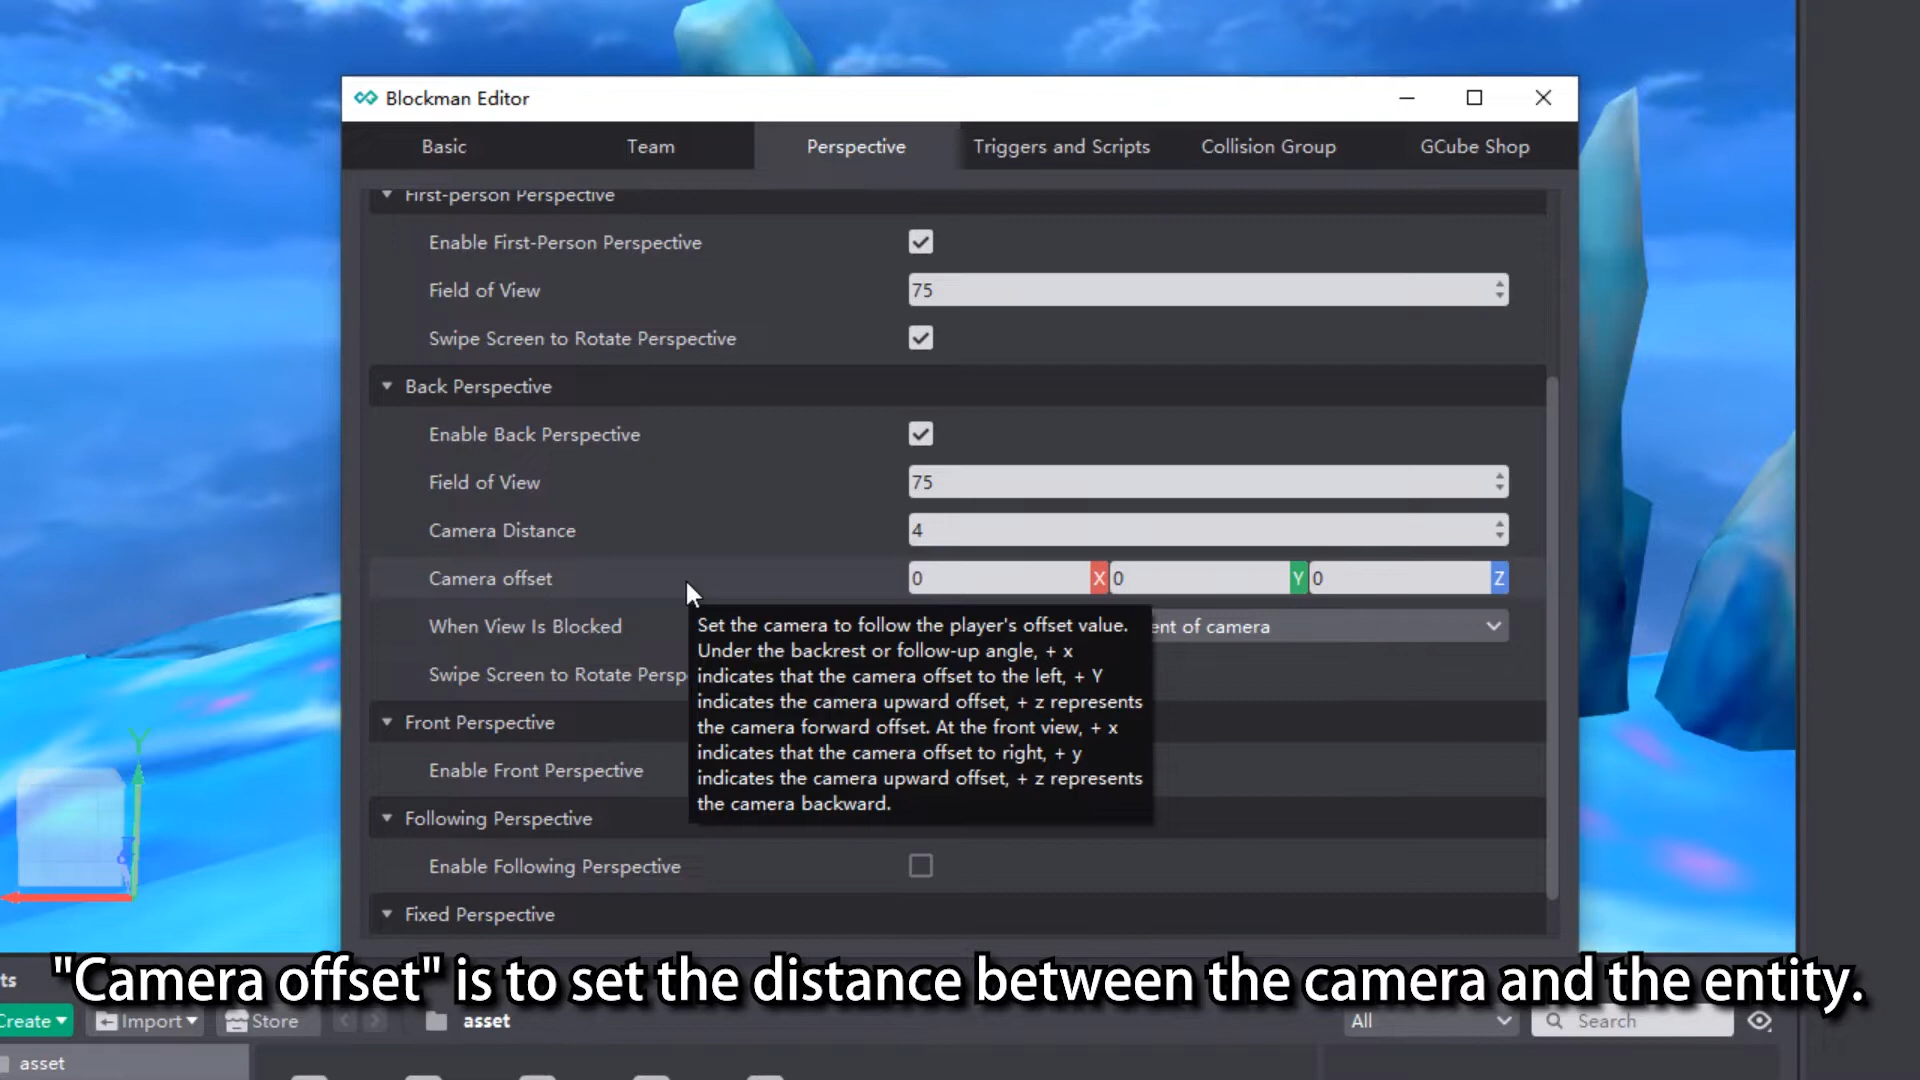 Blockman Editor
Basic Team Perspective Triggers and Scripts Collision Group GCube Shop
First-person Perspective
Enable First-Person Perspective
Field of View 75
Swipe Screen to Rotate Perspective
Back Perspective
Enable Back Perspective
Field of View 75
Camera Distance 4
Camera offset 0 X 0 Y 0 Z
When View Is Blocked of camera
Swipe Screen to Rotate
Set the camera to follow the player's offset value.
Under the backrest or follow-up angle, + x
indicates that the camera offset to the left, + Y
indicates the camera upward offset, + z represents
the camera forward offset. At the front view, + x
indicates that the camera offset to right, + y
indicates the camera upward offset, + z represents
the camera backward.
Front Perspective
Enable Front Perspective
Following Perspective
Enable Following Perspective
Fixed Perspective
"Camera offset" is to set the distance between the camera and the entity.
Create Import Store asset All Search
asset
Y